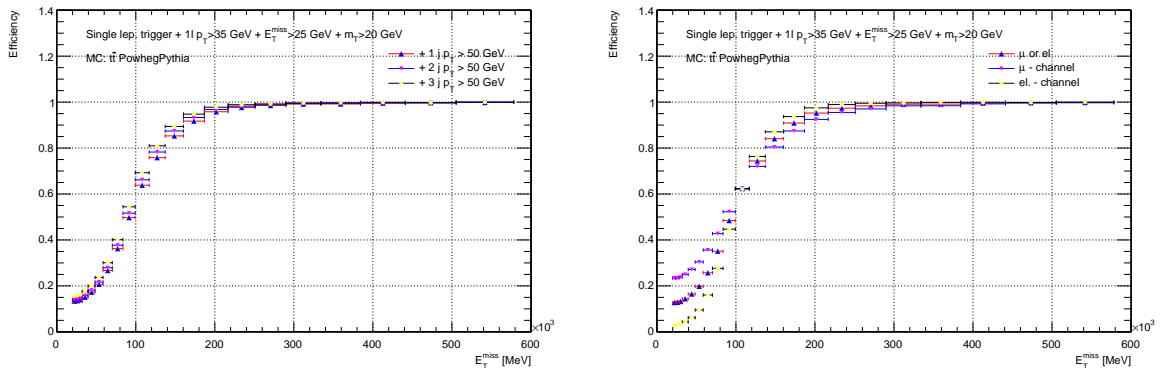 Efficiency
1.4
1.2
1
0.8
0.6
0.4
0.2
0
Single lep. trigger + 1l p_T>35 GeV + E_T^miss>25 GeV + m_T>20 GeV
MC: tt̄ PowhegPythia
+ 1 j p_T > 50 GeV
+ 2 j p_T > 50 GeV
+ 3 j p_T > 50 GeV
0 100 200 300 400 500 600
×10³
E_T^miss [MeV]
Efficiency
1.4
1.2
1
0.8
0.6
0.4
0.2
0
Single lep. trigger + 1l p_T>35 GeV + E_T^miss>25 GeV + m_T>20 GeV
MC: tt̄ PowhegPythia
μ or el
μ - channel
el. - channel
0 100 200 300 400 500 600
×10³
E_T^miss [MeV]